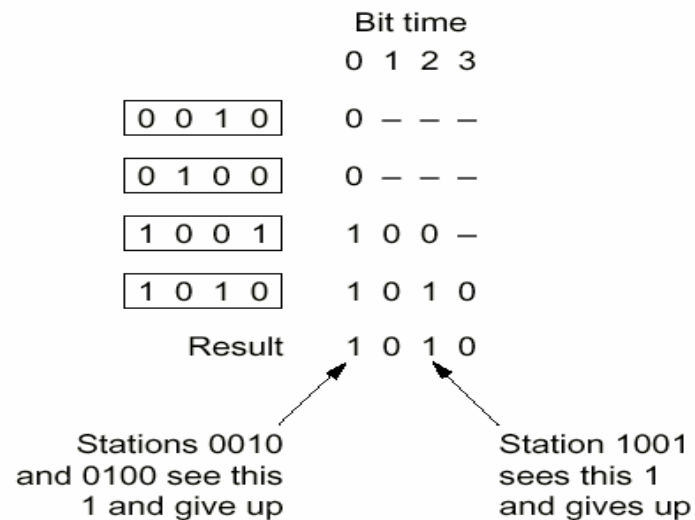 Bit time
0 1 2 3
0 0 1 0 0 – – –
0 1 0 0 0 – – –
1 0 0 1 1 0 0 –
1 0 1 0 1 0 1 0
Result 1 0 1 0
Stations 0010
and 0100 see this
1 and give up
Station 1001
sees this 1
and gives up